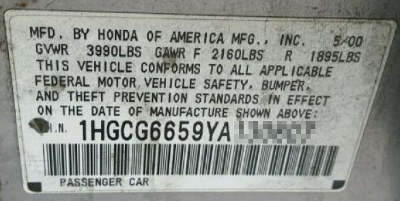 MFD. BY HONDA OF AMERICA MFG., INC. 5/00
GVWR 3990LBS GAWR F 2160LBS R 1895LBS
THIS VEHICLE CONFORMS TO ALL APPLICABLE
FEDERAL MOTOR VEHICLE SAFETY, BUMPER,
AND THEFT PREVENTION STANDARDS IN EFFECT
ON THE DATE OF MANUFACTURE SHOWN ABOVE:
V.I.N. 1HGCG6659YA
PASSENGER CAR